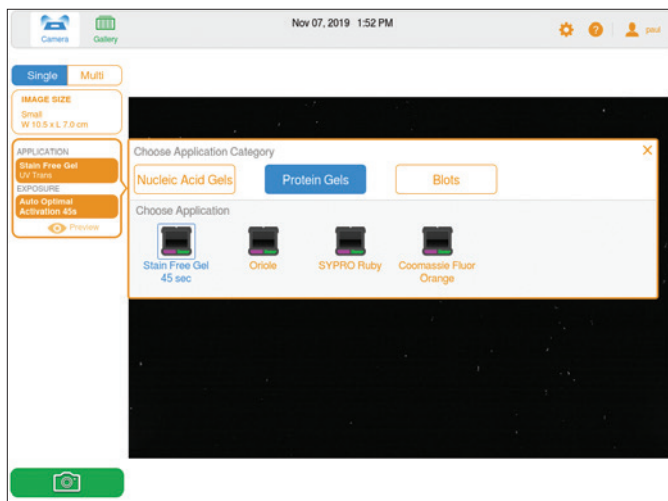 Nov 07, 2019 1:52 PM
Camera
Gallery
paul
Single Multi
IMAGE SIZE
Small
W 10.5 x L 7.0 cm
APPLICATION
Stain Free Gel
UV Trans
EXPOSURE
Auto Optimal
Activation 45s
Preview
Choose Application Category
Nucleic Acid Gels Protein Gels Blots
Choose Application
Stain Free Gel
45 sec
Oriole
SYPRO Ruby
Coomassie Fluor
Orange